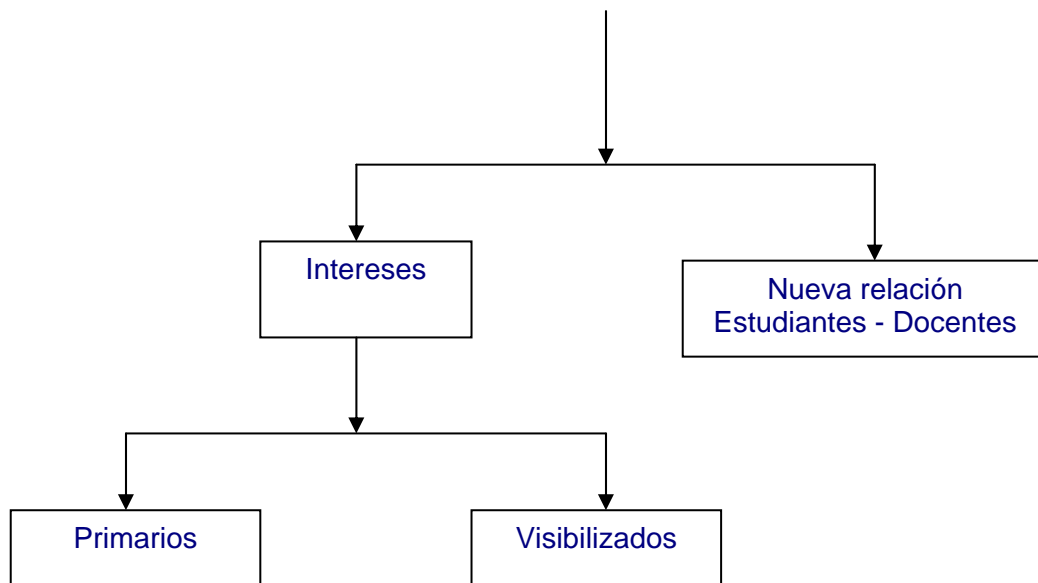 Intereses
Nueva relación
Estudiantes - Docentes
Primarios
Visibilizados